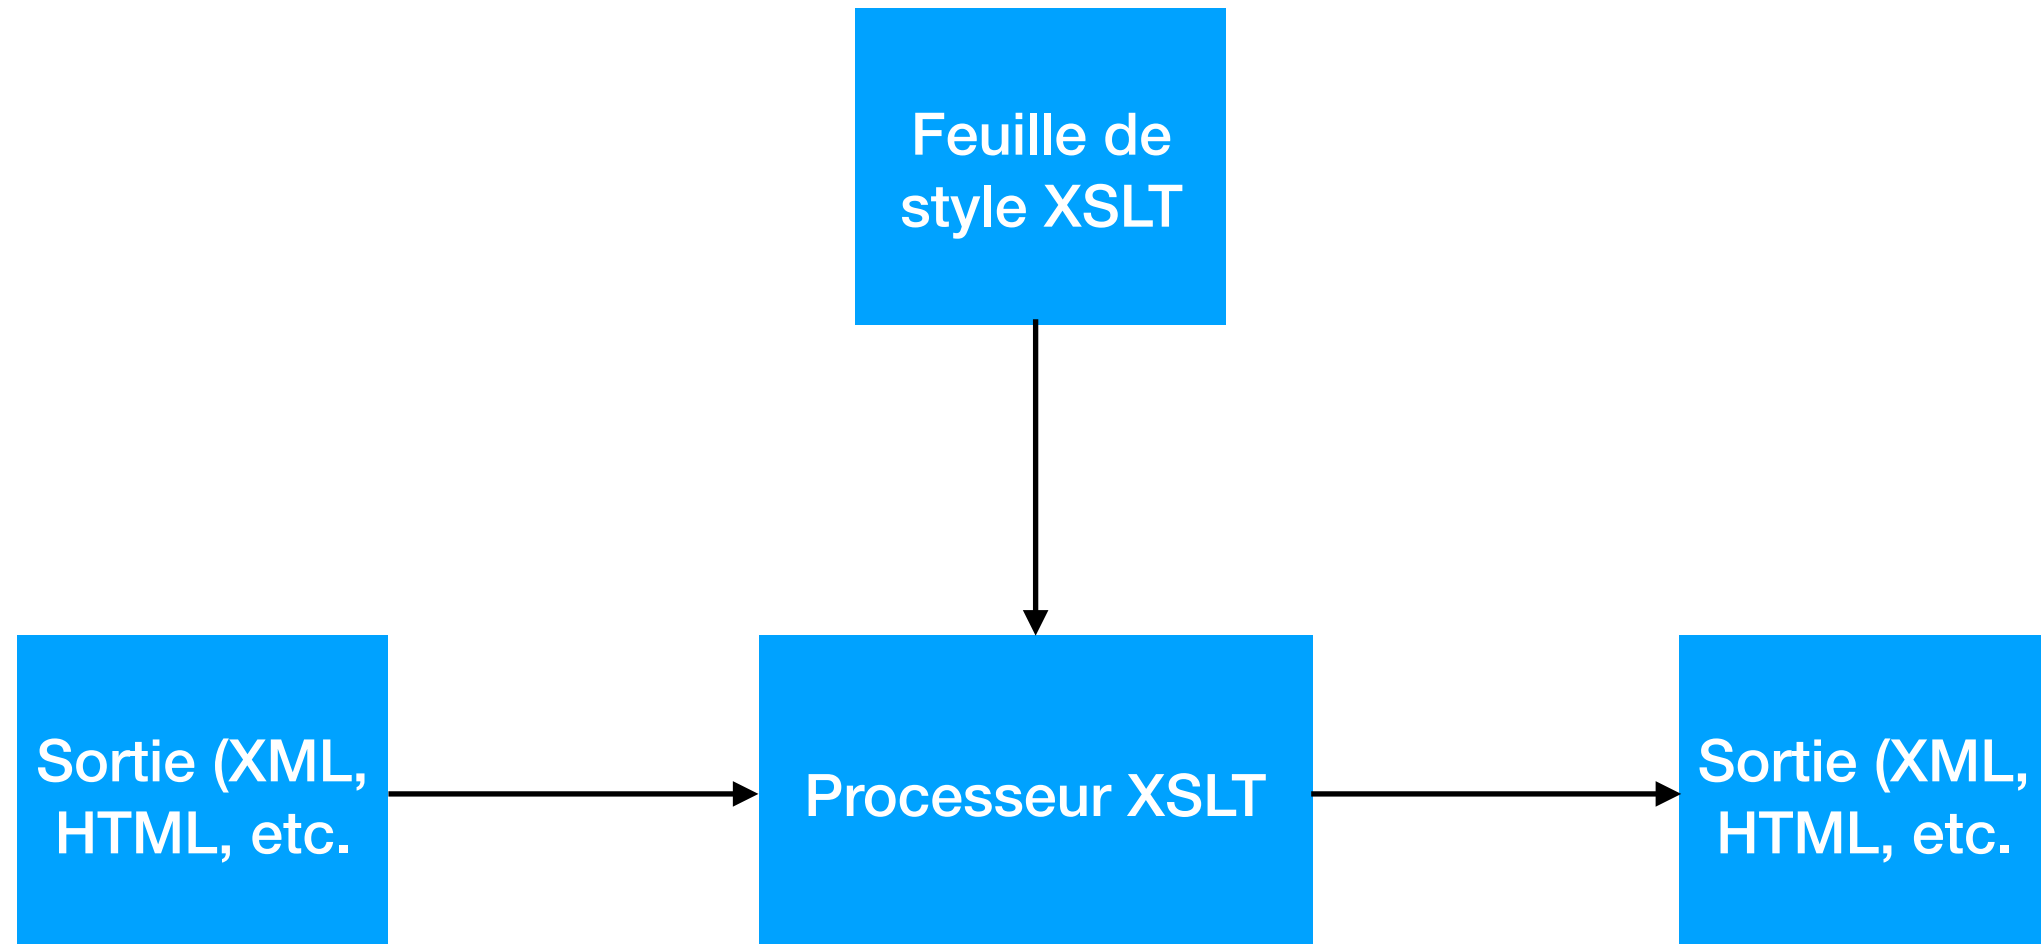 Feuille de
style XSLT
Sortie (XML,
HTML, etc.
Processeur XSLT
Sortie (XML,
HTML, etc.